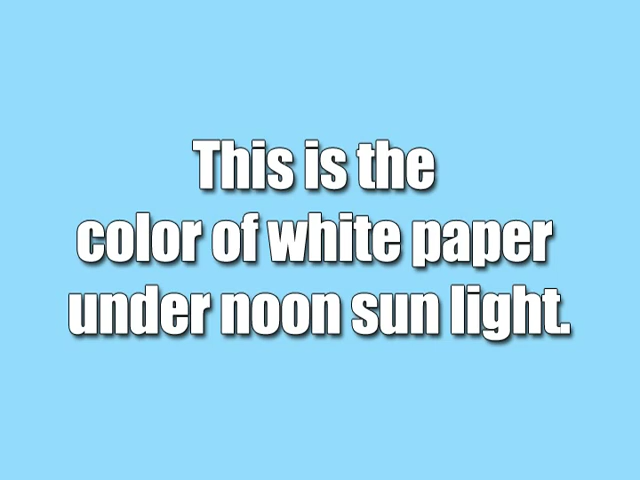 This is the
color of white paper
under noon sun light.